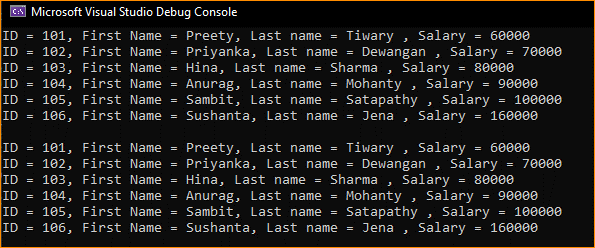 C:\ Microsoft Visual Studio Debug Console
ID = 101, First Name = Preety, Last name = Tiwary , Salary = 60000
ID = 102, First Name = Priyanka, Last name = Dewangan , Salary = 70000
ID = 103, First Name = Hina, Last name = Sharma , Salary = 80000
ID = 104, First Name = Anurag, Last name = Mohanty , Salary = 90000
ID = 105, First Name = Sambit, Last name = Satapathy , Salary = 100000
ID = 106, First Name = Sushanta, Last name = Jena , Salary = 160000

ID = 101, First Name = Preety, Last name = Tiwary , Salary = 60000
ID = 102, First Name = Priyanka, Last name = Dewangan , Salary = 70000
ID = 103, First Name = Hina, Last name = Sharma , Salary = 80000
ID = 104, First Name = Anurag, Last name = Mohanty , Salary = 90000
ID = 105, First Name = Sambit, Last name = Satapathy , Salary = 100000
ID = 106, First Name = Sushanta, Last name = Jena , Salary = 160000